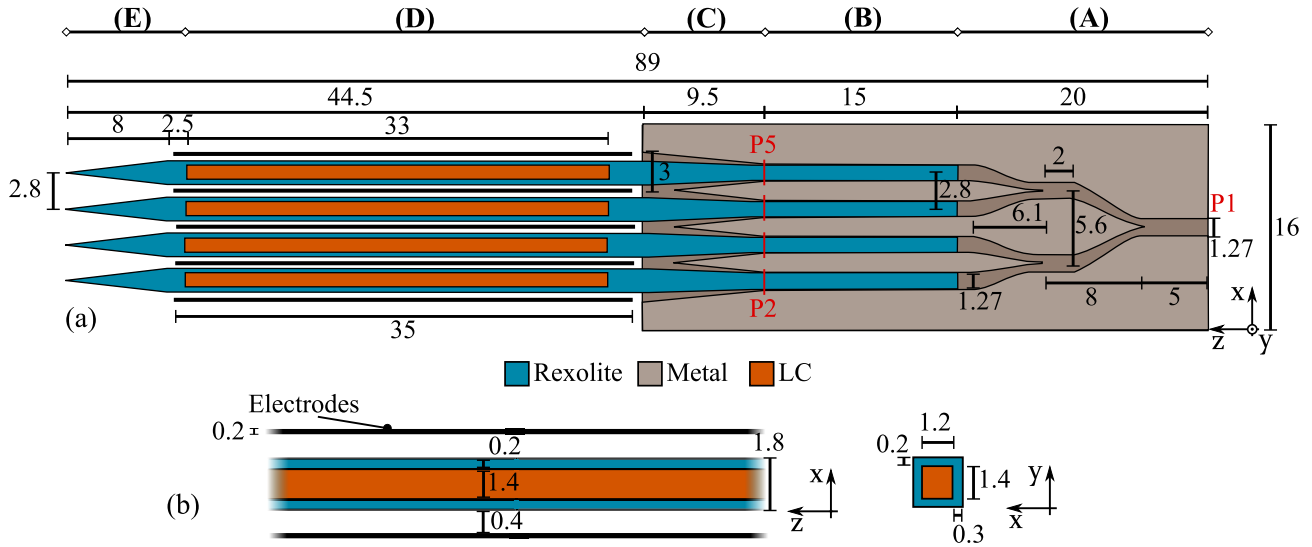 (E) (D) (C) (B) (A)
89
44.5 9.5 15 20
8 2.5 33
P5
2
2.8 3 2.8 P1
6.1 5.6 16
1.27
1.27 8 5
(a) 35 P2 x
z y
Rexolite Metal LC
Electrodes
0.2 0.2 1.8 1.2
0.2
1.4 x 1.4 y
(b) 0.4 z x
0.3